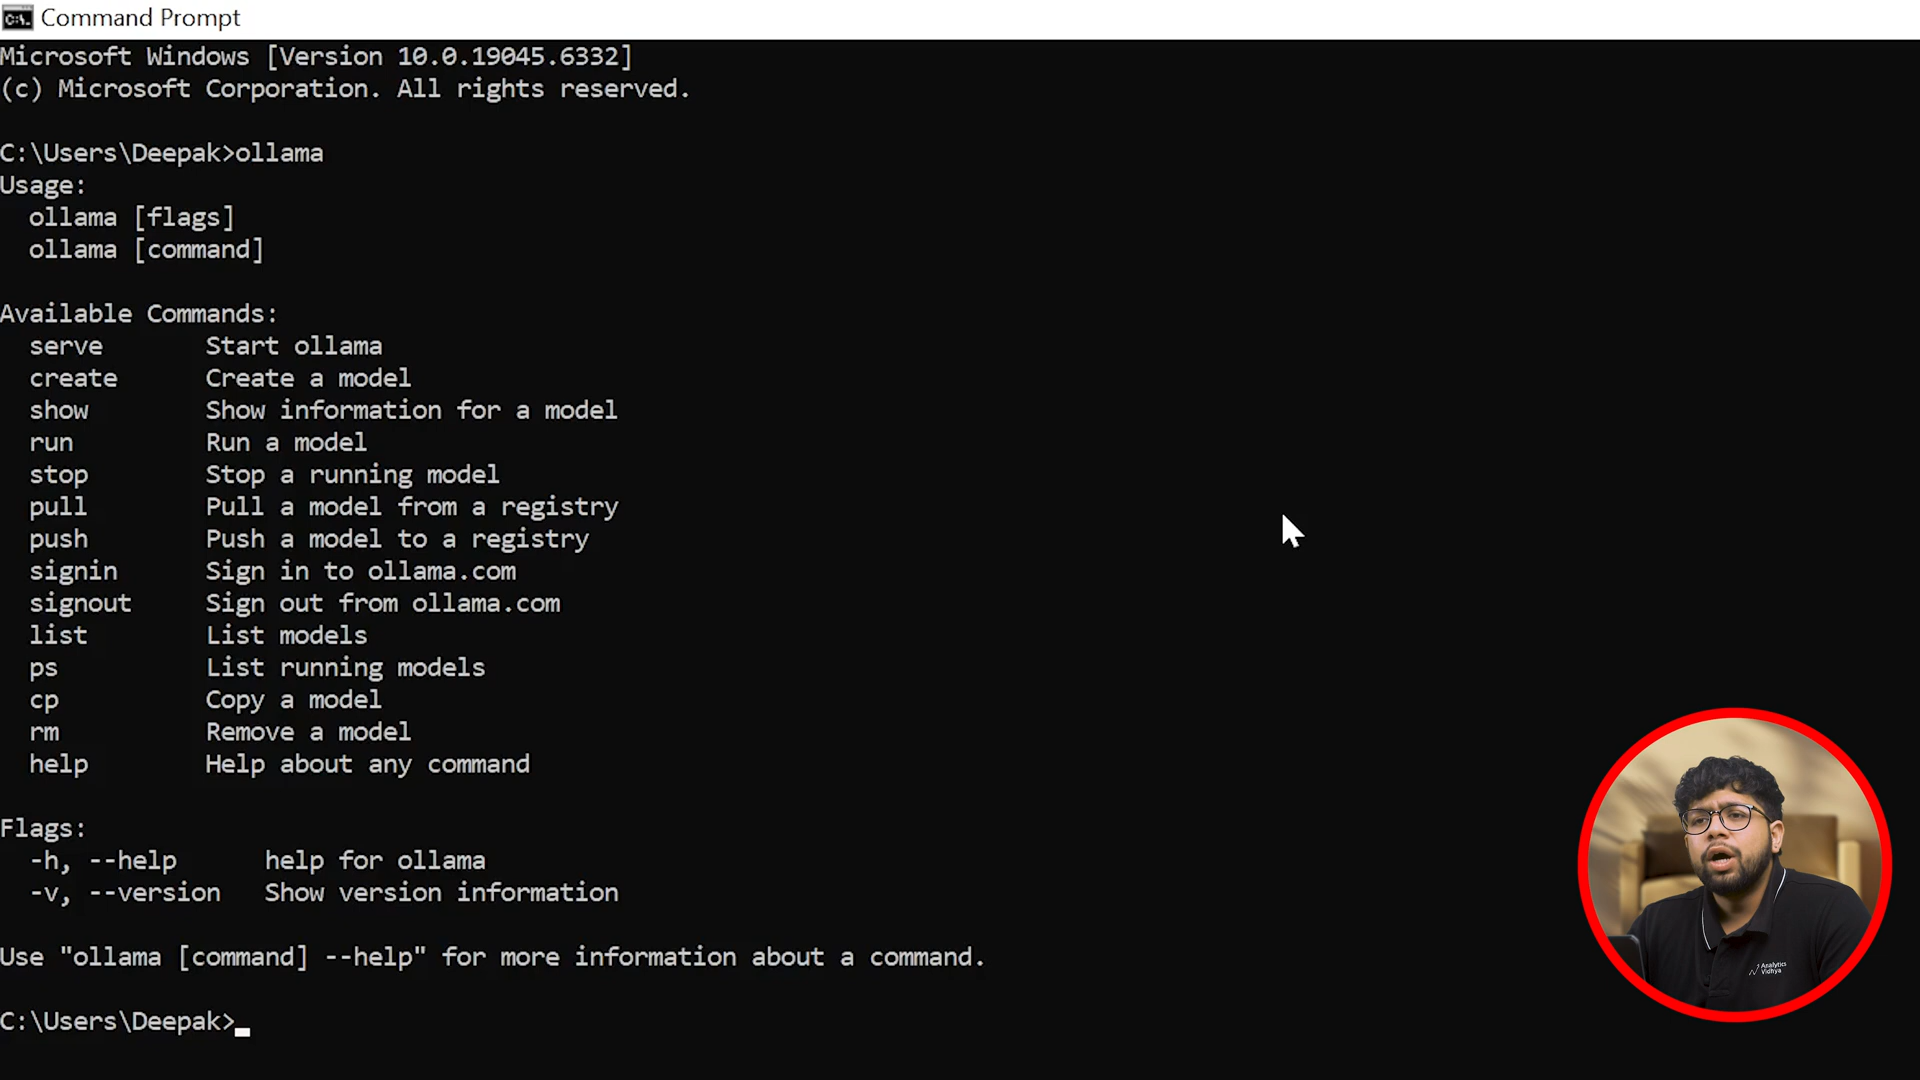 Command Prompt
Microsoft Windows [Version 10.0.19045.6332]
(c) Microsoft Corporation. All rights reserved.
C:\Users\Deepak>ollama
Usage:
  ollama [flags]
  ollama [command]
Available Commands:
  serve       Start ollama
  create      Create a model
  show        Show information for a model
  run         Run a model
  stop        Stop a running model
  pull        Pull a model from a registry
  push        Push a model to a registry
  signin      Sign in to ollama.com
  signout     Sign out from ollama.com
  list        List models
  ps          List running models
  cp          Copy a model
  rm          Remove a model
  help        Help about any command
Flags:
  -h, --help      help for ollama
  -v, --version   Show version information
Use "ollama [command] --help" for more information about a command.
C:\Users\Deepak>
Analytics
Vidhya